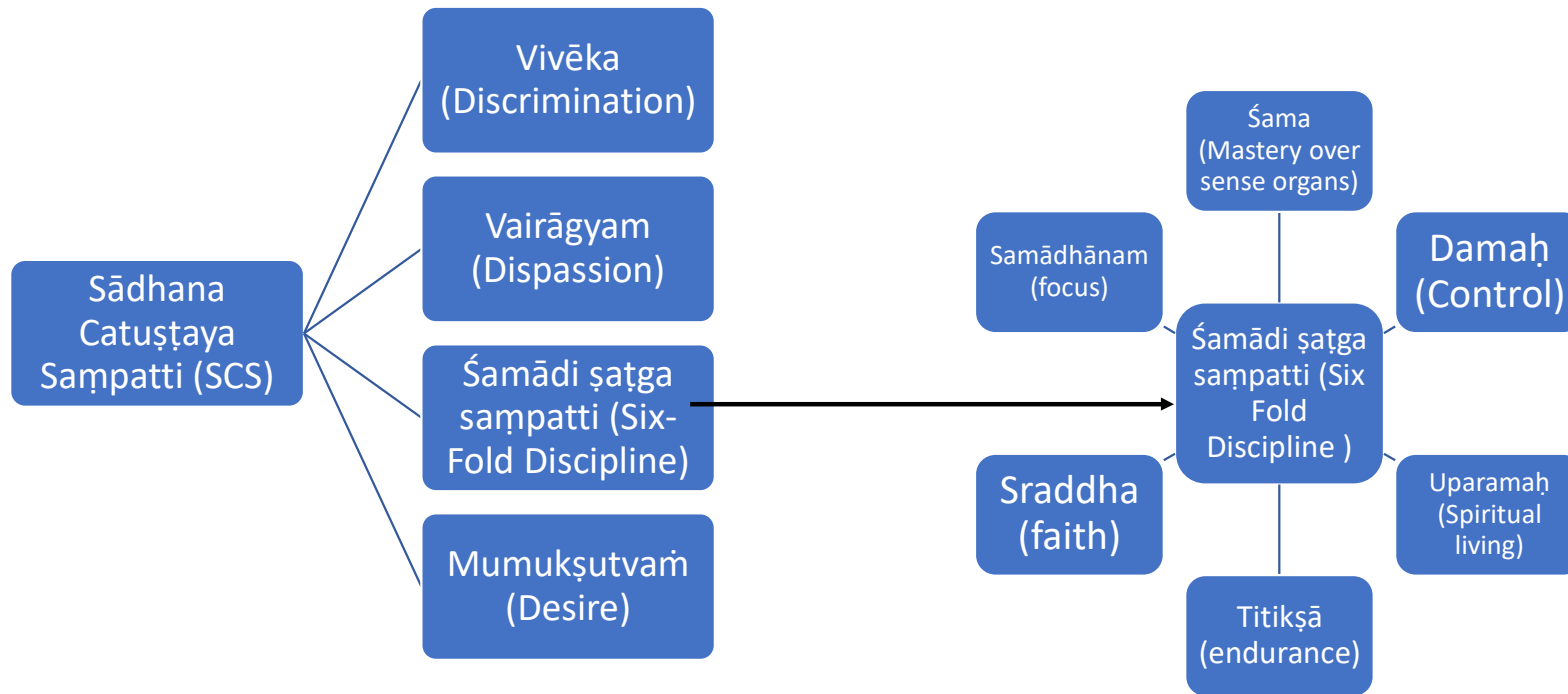 Sādhana
Catuṣṭaya
Saṃpatti (SCS)
Vivēka
(Discrimination)
Vairāgyam
(Dispassion)
Śamādi ṣaṭga
saṃpatti (Six-
Fold Discipline)
Mumukṣutvaṁ
(Desire)
Śama
(Mastery over
sense organs)
Damaḥ
(Control)
Uparamaḥ
(Spiritual
living)
Titikṣā
(endurance)
Sraddha
(faith)
Samādhānam
(focus)
Śamādi ṣaṭga
saṃpatti (Six
Fold
Discipline )